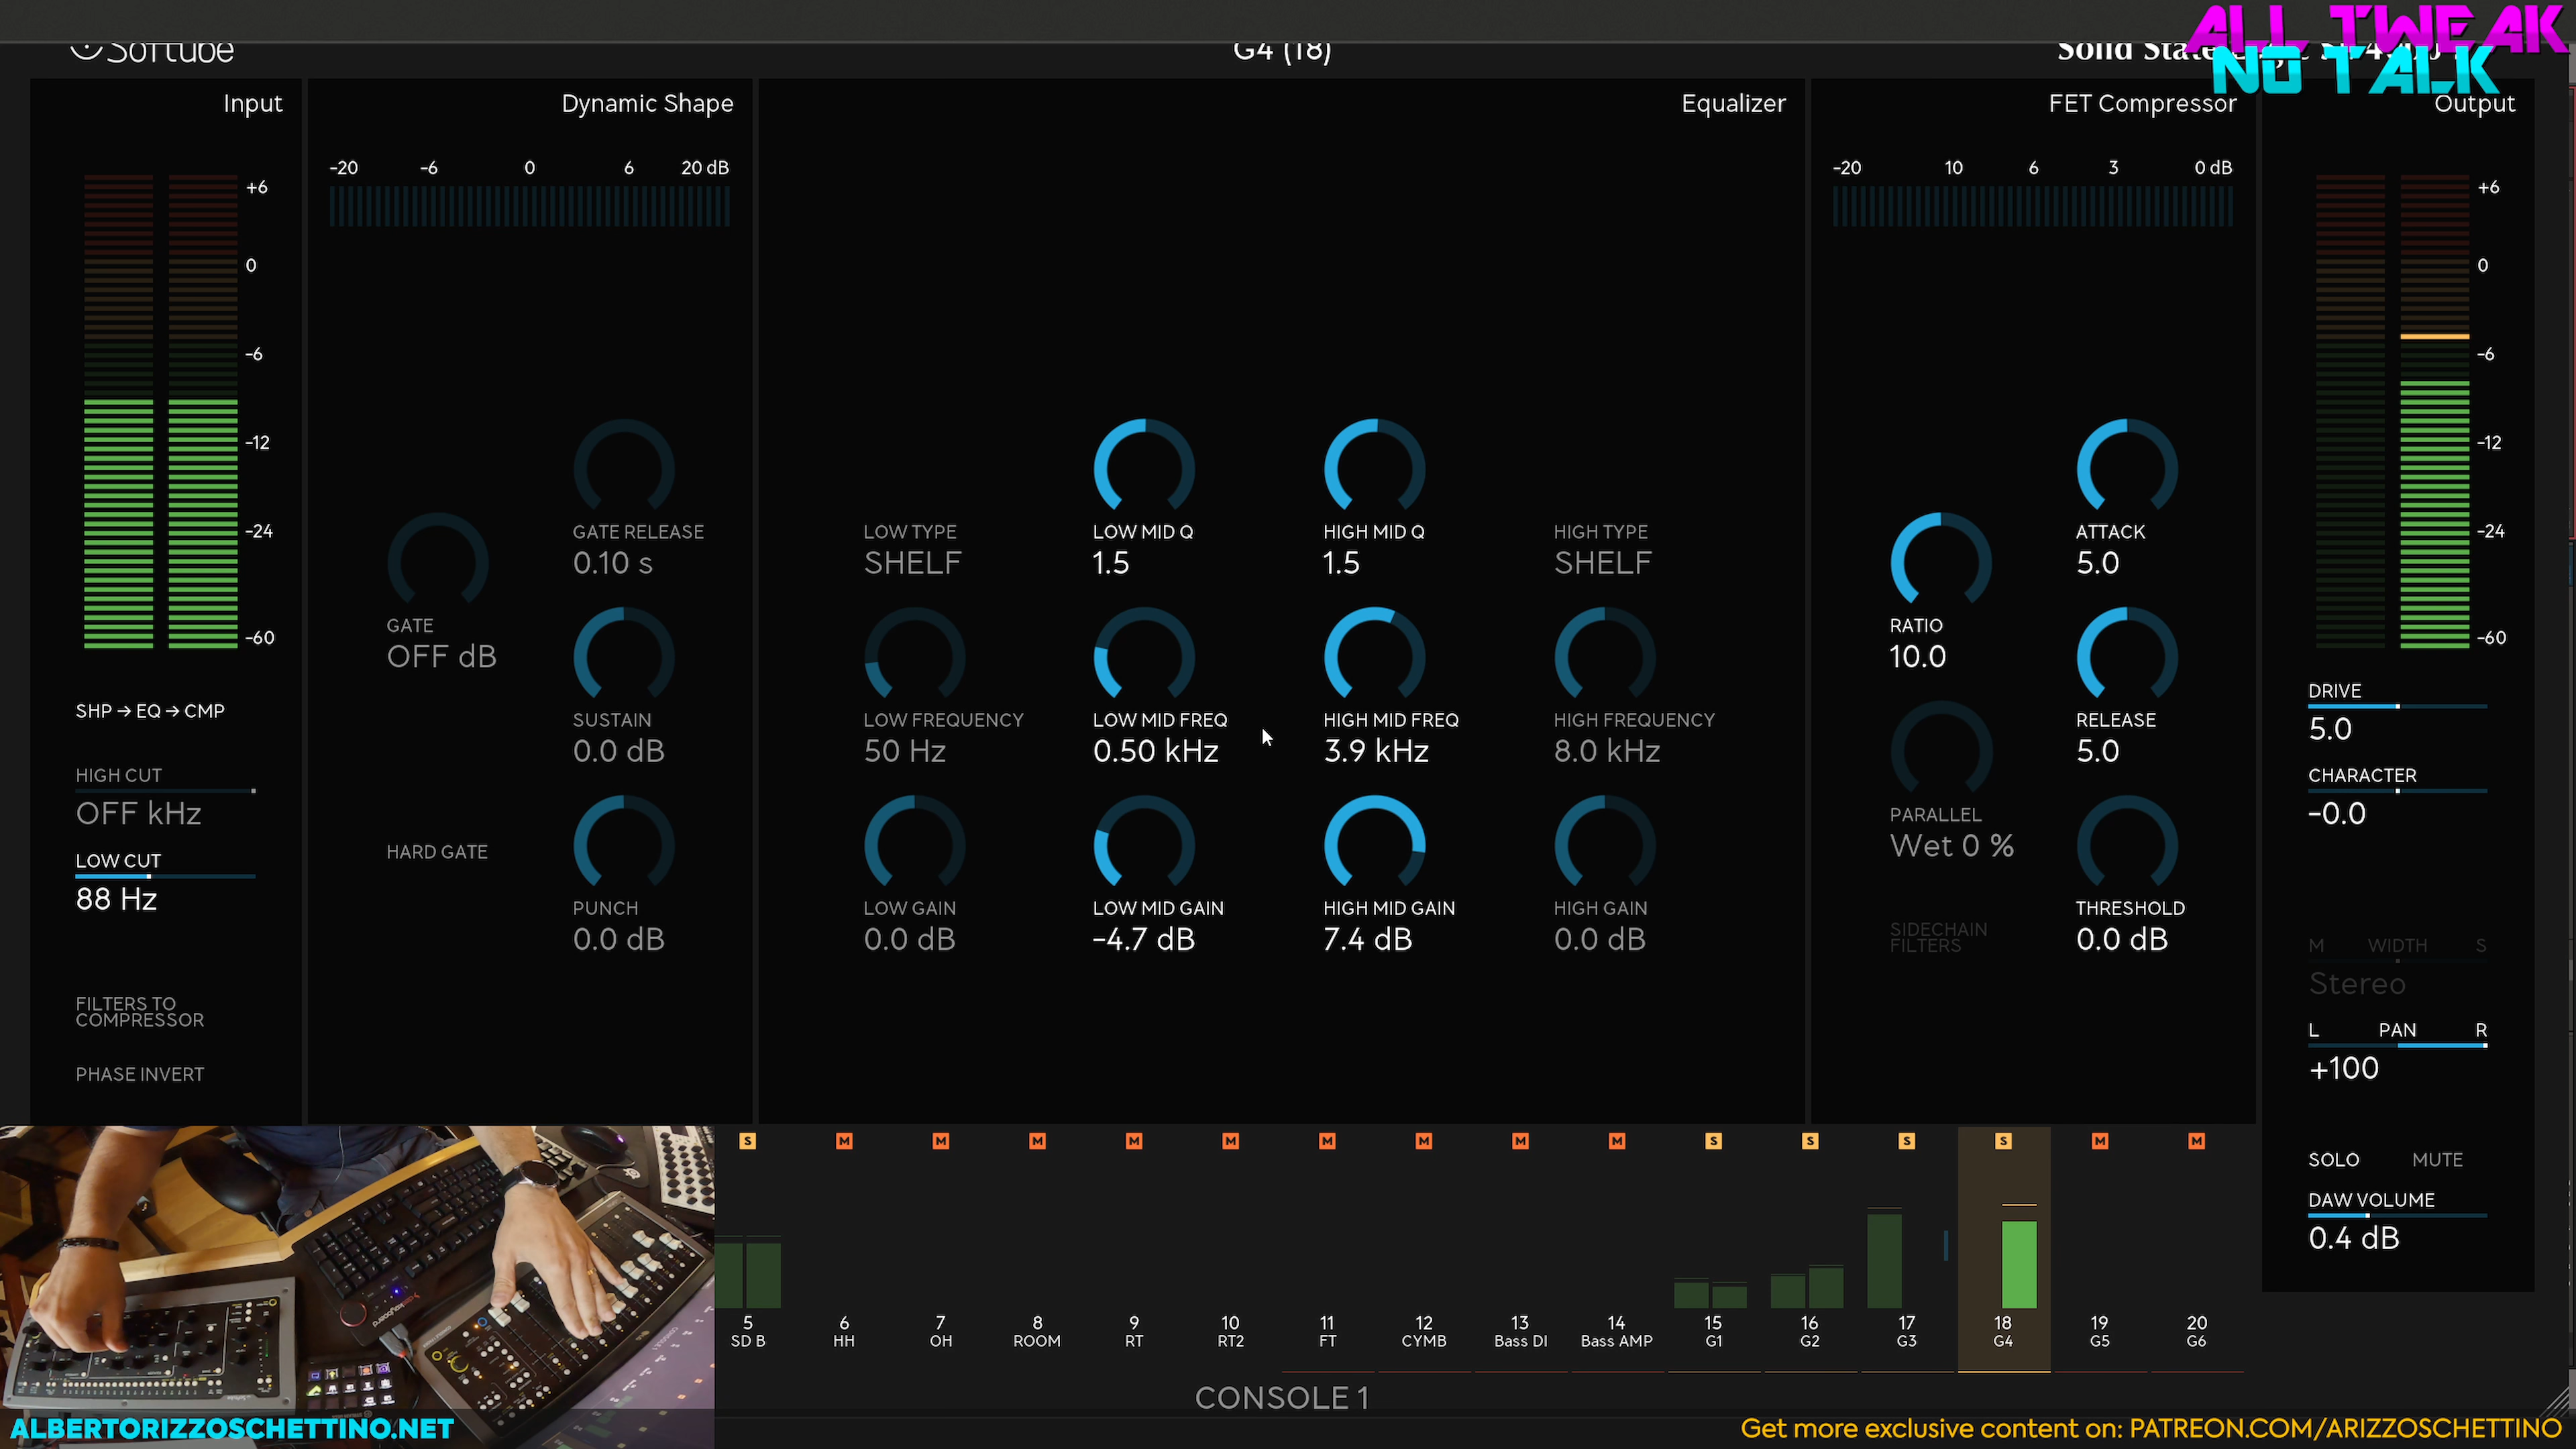 Softube
G4 (18)
Solid State
ALL TWEAK
NO TALK
Input
Dynamic Shape
Equalizer
FET Compressor
Output
-20 -6 0 6 20 dB
-20 10 6 3 0 dB
+6
0
-6
-12
-24
-60
+6
0
-6
-12
-24
-60
SHP → EQ → CMP
HIGH CUT
OFF kHz
LOW CUT
88 Hz
FILTERS TO
COMPRESSOR
PHASE INVERT
GATE
OFF dB
HARD GATE
GATE RELEASE
0.10 s
SUSTAIN
0.0 dB
PUNCH
0.0 dB
LOW TYPE
SHELF
LOW FREQUENCY
50 Hz
LOW GAIN
0.0 dB
LOW MID Q
1.5
LOW MID FREQ
0.50 kHz
LOW MID GAIN
-4.7 dB
HIGH MID Q
1.5
HIGH MID FREQ
3.9 kHz
HIGH MID GAIN
7.4 dB
HIGH TYPE
SHELF
HIGH FREQUENCY
8.0 kHz
HIGH GAIN
0.0 dB
RATIO
10.0
PARALLEL
Wet 0 %
SIDECHAIN
FILTERS
ATTACK
5.0
RELEASE
5.0
THRESHOLD
0.0 dB
DRIVE
5.0
CHARACTER
-0.0
M WIDTH S
Stereo
L PAN R
+100
SOLO MUTE
DAW VOLUME
0.4 dB
S M M M M M M M M M S S S S M M
5 6 7 8 9 10 11 12 13 14 15 16 17 18 19 20
SD B HH OH ROOM RT RT2 FT CYMB Bass DI Bass AMP G1 G2 G3 G4 G5 G6
CONSOLE 1
ALBERTORIZZOSCHETTINO.NET
Get more exclusive content on: PATREON.COM/ARIZZOSCHETTINO